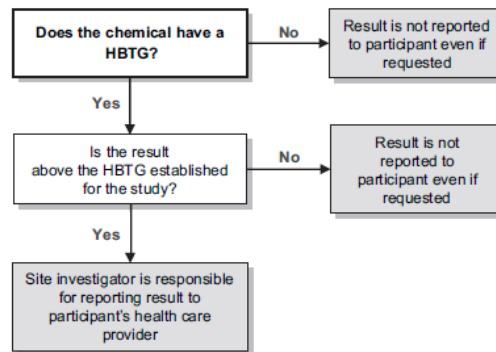 Does the chemical have a
HBTG?
No
Result is not reported
to participant even if
requested
Yes
Is the result
above the HBTG established
for the study?
No
Result is not
reported to
participant even if
requested
Yes
Site investigator is responsible
for reporting result to
participant's health care
provider